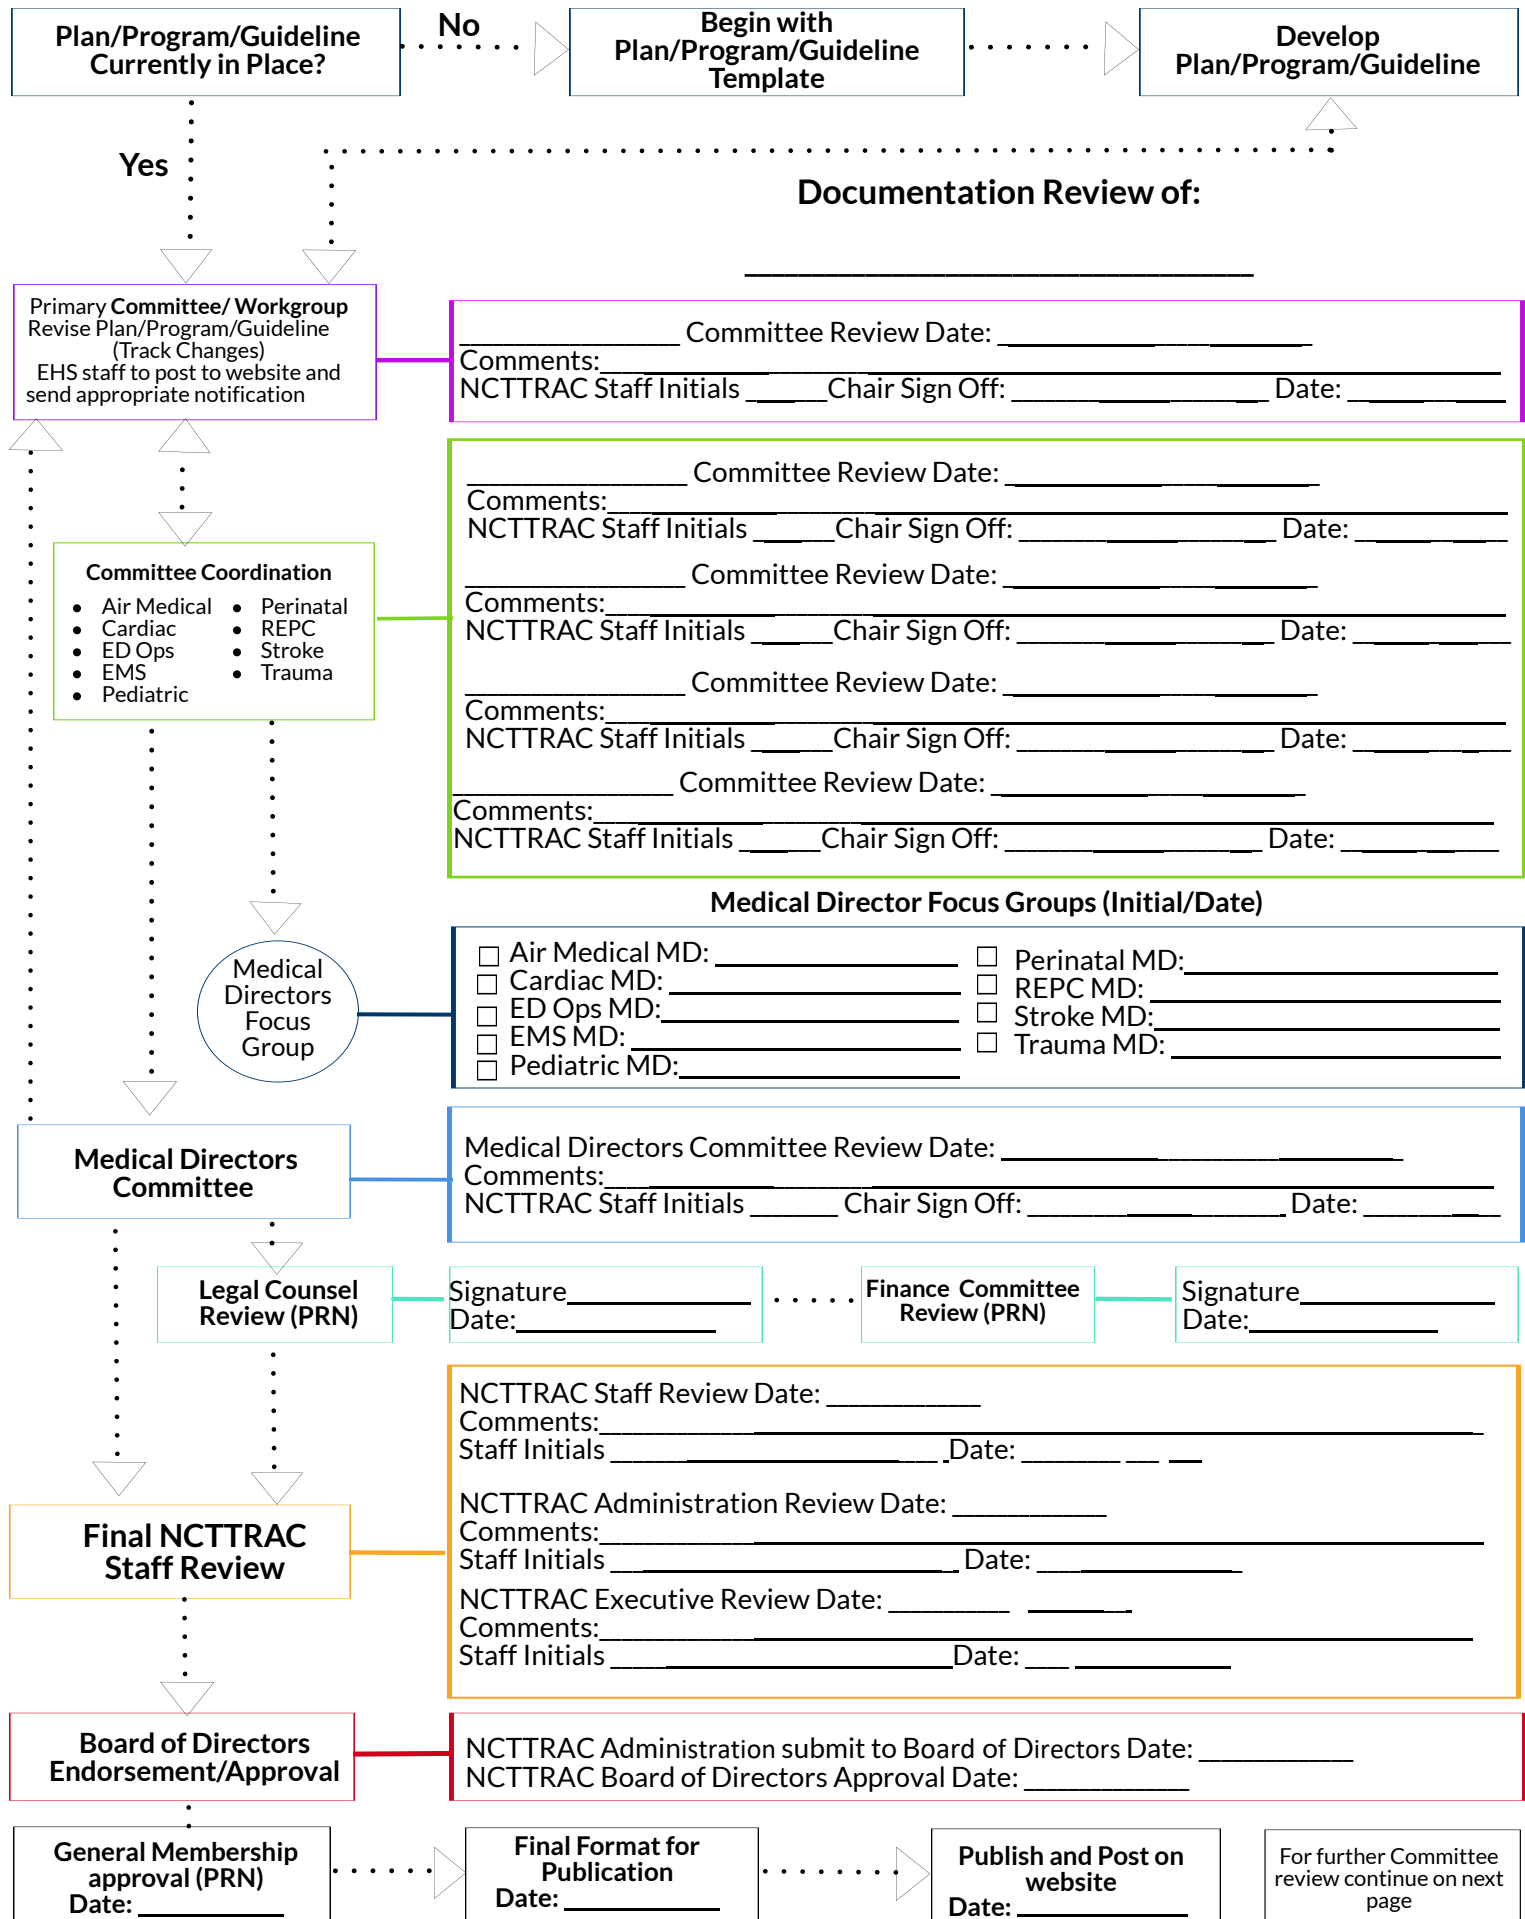 Plan/Program/Guideline
Currently in Place?
No
Begin with
Plan/Program/Guideline
Template
Develop
Plan/Program/Guideline
Yes
Documentation Review of:
Primary Committee/ Workgroup
Revise Plan/Program/Guideline
(Track Changes)
EHS staff to post to website and
send appropriate notification
Committee Review Date:
Comments:
NCTTRAC Staff Initials Chair Sign Off: Date:
Committee Review Date:
Comments:
NCTTRAC Staff Initials Chair Sign Off: Date:
Committee Review Date:
Comments:
NCTTRAC Staff Initials Chair Sign Off: Date:
Committee Review Date:
Comments:
NCTTRAC Staff Initials Chair Sign Off: Date:
Committee Review Date:
Comments:
NCTTRAC Staff Initials Chair Sign Off: Date:
Committee Coordination
Air Medical
Cardiac
ED Ops
EMS
Pediatric
Perinatal
REPC
Stroke
Trauma
Medical Director Focus Groups (Initial/Date)
Medical
Directors
Focus
Group
Air Medical MD:
Cardiac MD:
ED Ops MD:
EMS MD:
Pediatric MD:
Perinatal MD:
REPC MD:
Stroke MD:
Trauma MD:
Medical Directors
Committee
Medical Directors Committee Review Date:
Comments:
NCTTRAC Staff Initials Chair Sign Off: Date:
Legal Counsel
Review (PRN)
Signature
Date:
Finance Committee
Review (PRN)
Signature
Date:
NCTTRAC Staff Review Date:
Comments:
Staff Initials Date:
NCTTRAC Administration Review Date:
Comments:
Staff Initials Date:
NCTTRAC Executive Review Date:
Comments:
Staff Initials Date:
Final NCTTRAC
Staff Review
Board of Directors
Endorsement/Approval
NCTTRAC Administration submit to Board of Directors Date:
NCTTRAC Board of Directors Approval Date:
General Membership
approval (PRN)
Date:
Final Format for
Publication
Date:
Publish and Post on
website
Date:
For further Committee
review continue on next
page